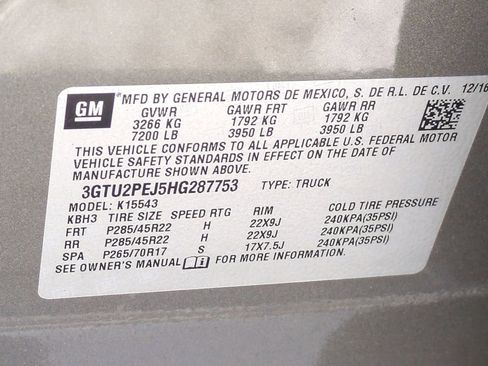 GM
*MFD BY GENERAL MOTORS DE MEXICO, S. DE R.L. DE C.V. 12/16
GVWR GAWR FRT GAWR RR
3266 KG 1792 KG 1792 KG
7200 LB 3950 LB 3950 LB
THIS VEHICLE CONFORMS TO ALL APPLICABLE U.S. FEDERAL MOTOR
VEHICLE SAFETY STANDARDS IN EFFECT ON THE DATE OF
MANUFACTURE SHOWN ABOVE.
3GTU2PEJ5HG287753 TYPE: TRUCK
MODEL: K15543
KBH3 TIRE SIZE SPEED RTG RIM COLD TIRE PRESSURE
FRT P285/45R22 H 22X9J 240KPA(35PSI)
RR P285/45R22 H 22X9J 240KPA(35PSI)
SPA P265/70R17 S 17X7.5J 240KPA(35PSI)
SEE OWNER'S MANUAL FOR MORE INFORMATION.